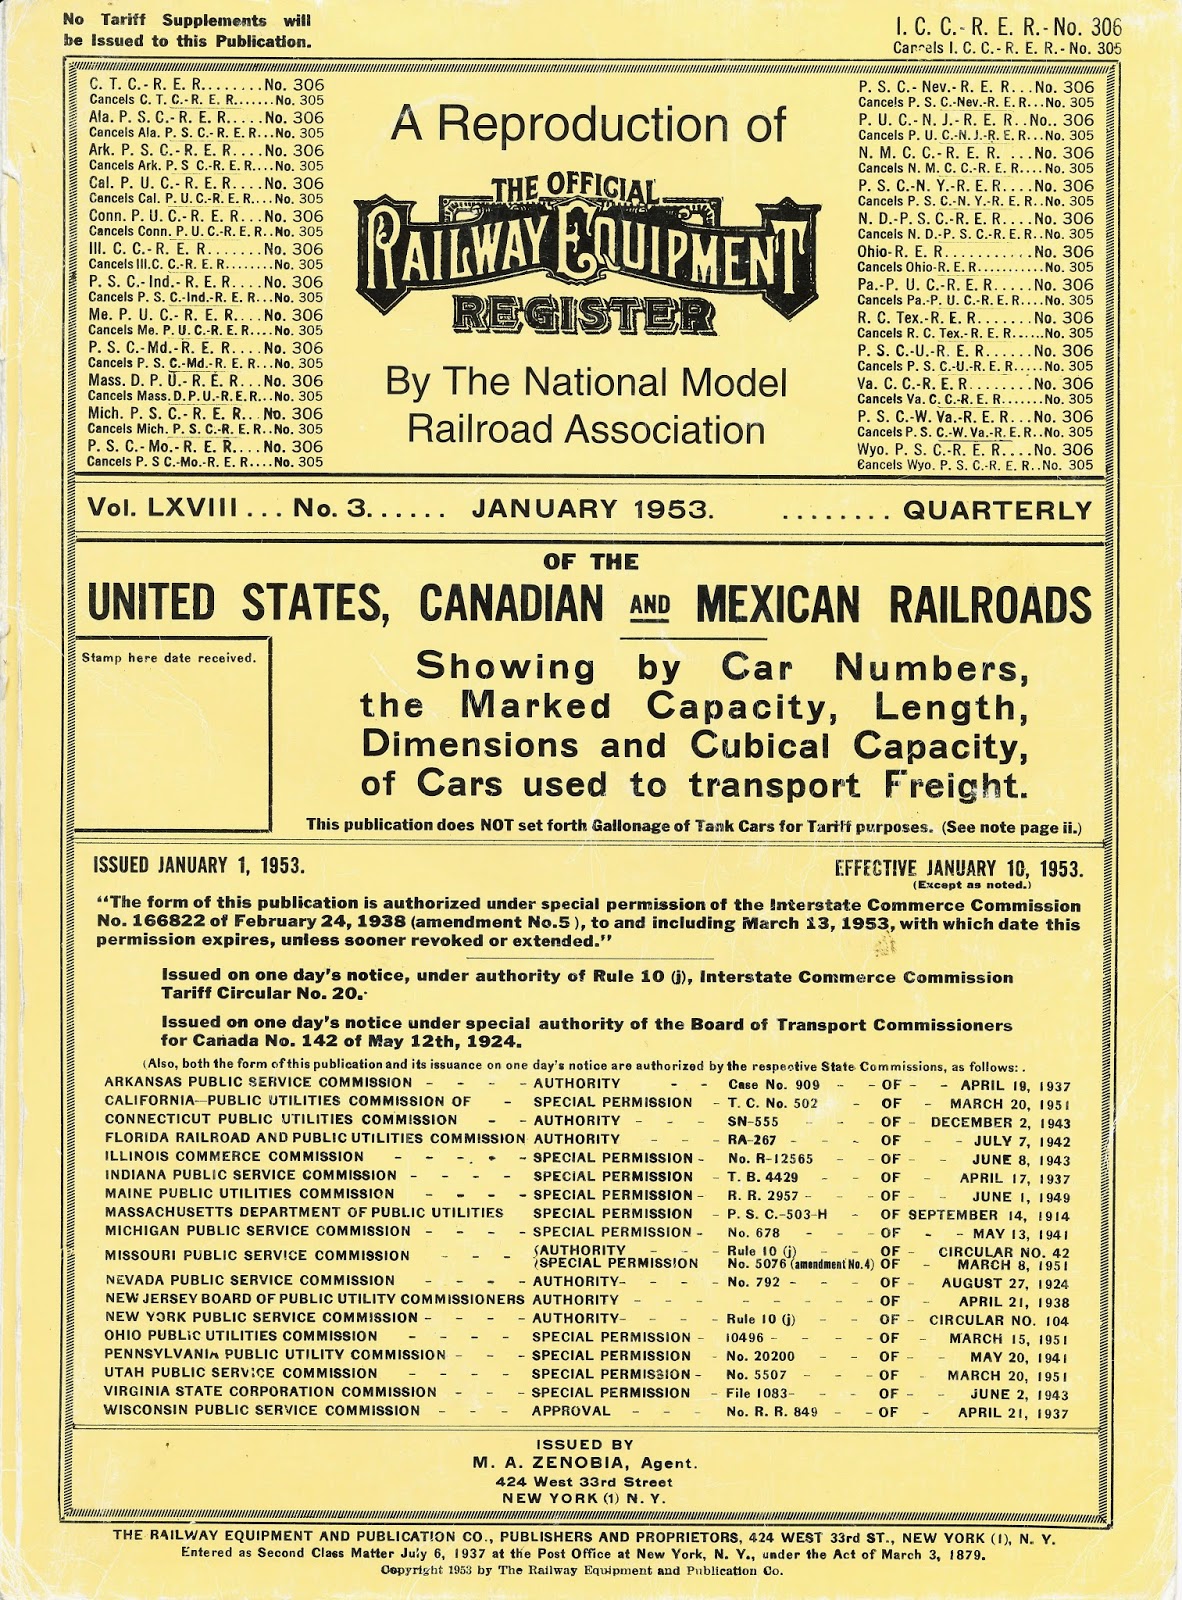 No Tariff Supplements will
be Issued to this Publication.
I. C. C.- R. E. R.- No. 306
Cancels I. C. C.- R. E. R.- No. 305
C. T. C.- R. E. R........No. 306
Cancels C. T. C.-R. E. R.......No. 305
Ala. P. S. C.- R. E. R.....No. 306
Cancels Ala. P. S. C.-R. E. R...No. 305
Ark. P. S. C.- R. E. R....No. 306
Cancels Ark. P. S C.-R. E. R....No. 305
Cal. P. U. C.- R. E. R....No. 306
Cancels Cal. P. U. C.-R. E. R...No. 305
Conn. P. U. C.- R. E. R...No. 306
Cancels Conn. P. U. C.-R. E. R..No. 305
Ill. C. C.- R. E. R.......No. 306
Cancels Ill. C. C.-R. E. R.......No. 305
P. S. C.-Ind.- R. E. R....No. 306
Cancels P. S. C.-Ind.-R. E. R...No. 305
Me. P. U. C.- R. E. R.....No. 306
Cancels Me. P. U. C.-R. E. R....No. 305
P. S. C.-Md.- R. E. R....No. 306
Cancels P. S. C.-Md.-R. E. R...No. 305
Mass. D. P. U.- R. E. R...No. 306
Cancels Mass. D. P. U.-R. E. R...No. 305
Mich. P. S. C.- R. E. R...No. 306
Cancels Mich. P. S. C.-R. E. R..No. 305
P. S. C.- Mo.- R. E. R....No. 306
Cancels P. S C.-Mo.-R. E. R....No. 305
A Reproduction of
THE OFFICIAL
RAILWAY EQUIPMENT
REGISTER
By The National Model
Railroad Association
P. S. C.- Nev.- R. E. R...No. 306
Cancels P. S. C.-Nev.-R. E. R...No. 305
P. U. C.- N. J.- R. E. R..No.. 306
Cancels P. U. C.-N. J.-R. E. R...No. 305
N. M. C. C.- R. E. R. ...No. 306
Cancels N. M. C. C.-R. E. R....No. 305
P. S. C.-N. Y.-R. E. R...No. 306
Cancels P. S. C.-N. Y.-R. E. R...No. 305
N. D.-P. S. C.-R. E. R...No. 306
Cancels N. D.-P. S. C.-R. E. R...No. 305
Ohio-R. E. R...........No. 306
Cancels Ohio-R. E. R..........No. 305
Pa.-P. U. C.-R. E. R....No. 306
Cancels Pa.-P. U. C.-R. E. R....No. 305
R. C. Tex.-R. E. R......No. 306
Cancels R. C. Tex.-R. E. R......No. 305
P. S. C.-U.-R. E. R......No. 306
Cancels P. S. C.-U.-R. E. R.....No. 305
Va. C. C.-R. E. R........No. 306
Cancels Va. C. C.-R. E. R.......No. 305
P. S. C.-W. Va.-R. E. R...No. 306
Cancels P. S. C.-W. Va.-R. E. R..No. 305
Wyo. P. S. C.-R. E. R....No. 306
Cancels Wyo. P. S. C.-R. E. R..No. 305
Vol. LXVIII ... No. 3...... JANUARY 1953. ........ QUARTERLY
OF THE
UNITED STATES, CANADIAN AND MEXICAN RAILROADS
Stamp here date received.
Showing by Car Numbers,
the Marked Capacity, Length,
Dimensions and Cubical Capacity,
of Cars used to transport Freight.
This publication does NOT set forth Gallonage of Tank Cars for Tariff purposes. (See note page ii.)
ISSUED JANUARY 1, 1953.
EFFECTIVE JANUARY 10, 1953.
(Except as noted.)
"The form of this publication is authorized under special permission of the Interstate Commerce Commission
No. 166822 of February 24, 1938 (amendment No.5), to and including March 13, 1953, with which date this
permission expires, unless sooner revoked or extended."
Issued on one day's notice, under authority of Rule 10 (j), Interstate Commerce Commission
Tariff Circular No. 20.
Issued on one day's notice under special authority of the Board of Transport Commissioners
for Canada No. 142 of May 12th, 1924.
(Also, both the form of this publication and its issuance on one day's notice are authorized by the respective State Commissions, as follows: .
ARKANSAS PUBLIC SERVICE COMMISSION - - - - AUTHORITY - - Case No. 909 - - OF - - APRIL 19, 1937
CALIFORNIA—PUBLIC UTILITIES COMMISSION OF - SPECIAL PERMISSION - T. C. No. 502 - OF - MARCH 20, 1951
CONNECTICUT PUBLIC UTILITIES COMMISSION - - AUTHORITY - - - SN-555 - - - OF - DECEMBER 2, 1943
FLORIDA RAILROAD AND PUBLIC UTILITIES COMMISSION AUTHORITY - - - RA-267 - - - OF - - JULY 7, 1942
ILLINOIS COMMERCE COMMISSION - - - - - SPECIAL PERMISSION - No. R-12565 - - OF - JUNE 8, 1943
INDIANA PUBLIC SERVICE COMMISSION - - - - SPECIAL PERMISSION - T. B. 4429 - - OF - APRIL 17, 1937
MAINE PUBLIC UTILITIES COMMISSION - - - - SPECIAL PERMISSION - R. R. 2957 - - OF - JUNE 1, 1949
MASSACHUSETTS DEPARTMENT OF PUBLIC UTILITIES SPECIAL PERMISSION - P. S. C.-503-H - OF SEPTEMBER 14, 1914
MICHIGAN PUBLIC SERVICE COMMISSION - - - - SPECIAL PERMISSION - No. 678 - - - OF - - MAY 13, 1941
MISSOURI PUBLIC SERVICE COMMISSION - - - {AUTHORITY - - Rule 10 (j) - - OF - CIRCULAR NO. 42
{SPECIAL PERMISSION No. 5076 (amendment No.4) OF - MARCH 8, 1951
NEVADA PUBLIC SERVICE COMMISSION - - - - AUTHORITY - - - No. 792 - - - OF - AUGUST 27, 1924
NEW JERSEY BOARD OF PUBLIC UTILITY COMMISSIONERS AUTHORITY - - - - - - OF - APRIL 21, 1938
NEW YORK PUBLIC SERVICE COMMISSION - - - AUTHORITY - - - Rule 10 (j) - - OF - CIRCULAR NO. 104
OHIO PUBLIC UTILITIES COMMISSION - - - - SPECIAL PERMISSION - 10496 - - - OF - MARCH 15, 1951
PENNSYLVANIA PUBLIC UTILITY COMMISSION - - - SPECIAL PERMISSION - No. 20200 - - OF - MAY 20, 1941
UTAH PUBLIC SERVICE COMMISSION - - - - SPECIAL PERMISSION - No. 5507 - - OF - MARCH 20, 1951
VIRGINIA STATE CORPORATION COMMISSION - - - SPECIAL PERMISSION - File 1083- - - OF - JUNE 2, 1943
WISCONSIN PUBLIC SERVICE COMMISSION - - - APPROVAL - - - No. R. R. 849 - - OF - APRIL 21, 1937
ISSUED BY
M. A. ZENOBIA, Agent.
424 West 33rd Street
NEW YORK (1) N. Y.
THE RAILWAY EQUIPMENT AND PUBLICATION CO., PUBLISHERS AND PROPRIETORS, 424 WEST 33rd ST., NEW YORK (1), N. Y.
Entered as Second Class Matter July 6, 1937 at the Post Office at New York, N. Y., under the Act of March 3, 1879.
Copyright 1953 by The Railway Equipment and Publication Co.